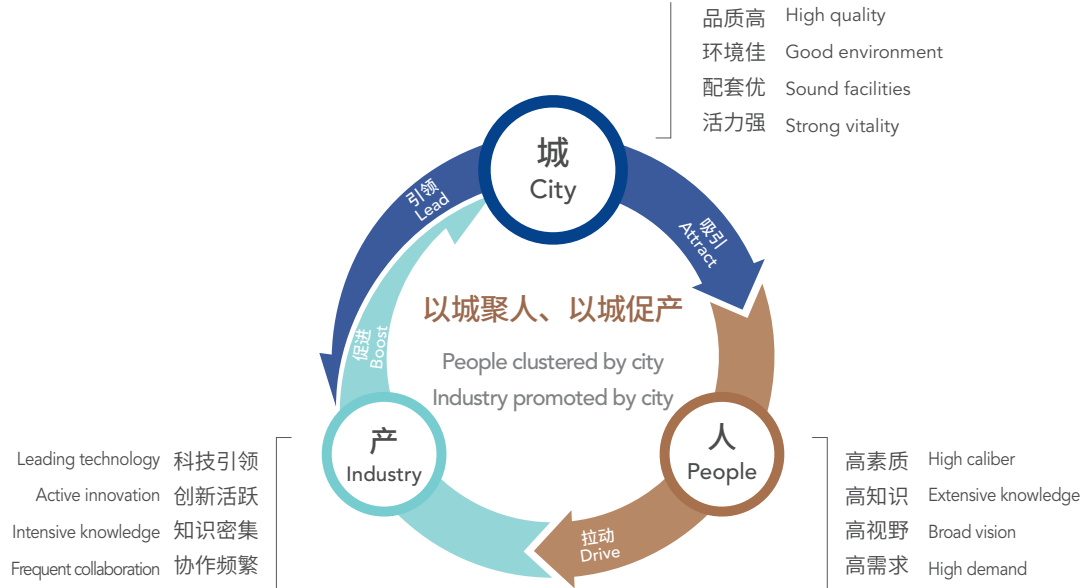 品质高 High quality
环境佳 Good environment
配套优 Sound facilities
活力强 Strong vitality
城
City
引领
Lead
吸引
Attract
以城聚人、以城促产
People clustered by city
Industry promoted by city
促进
Boost
产
Industry
人
People
Leading technology 科技引领
Active innovation 创新活跃
Intensive knowledge 知识密集
Frequent collaboration 协作频繁
高素质 High caliber
高知识 Extensive knowledge
高视野 Broad vision
高需求 High demand
拉动
Drive